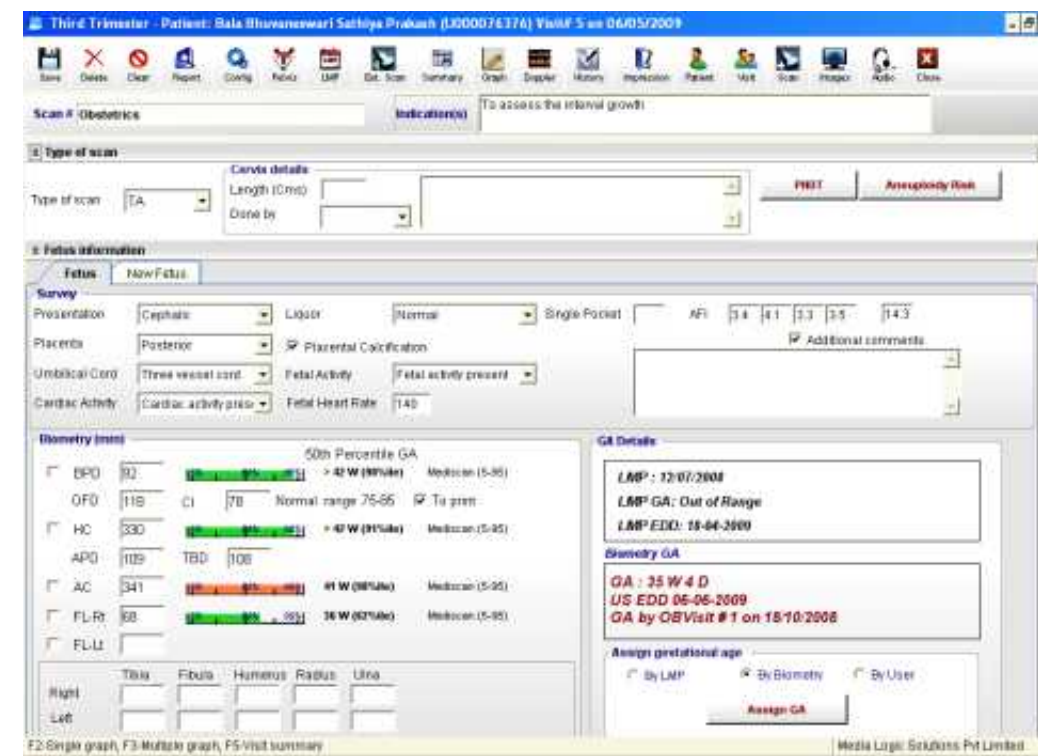 Third Trimester - Patient: Bala Bhuvaneswari Sathiya Prakash (U000076376) Visit# 5 on 06/05/2009
Save Delete Clear Report Config LMP Summary Graph Doppler History Impression Patient Visit Scan Images Audio Close
Scan # Obstetrics Indication(s) To assess the interval growth
Type of scan
Cervix details
Type of scan TA Length (Cms) PNDT Aneuploidy Risk
Done by
Fetus information
Fetus New Fetus
Survey
Presentation Cephalic Liquor Normal Single Pocket AFI 3.4 4.1 3.3 3.5 14.3
Placenta Posterior Placental Calcification Additional comments
Umbilical Cord Three vessel cord Fetal Activity Fetal activity present
Cardiac Activity Cardiac activity prese Fetal Heart Rate 140
Biometry (mm)
50th Percentile GA
BPD 92 > 42 W (98%ile) Mediscan (5-95)
OFD 118 CI 78 Normal range 75-85 To print
HC 330 > 42 W (91%ile) Mediscan (5-95)
APD 109 TBD 108
AC 341 41 W (98%ile) Mediscan (5-95)
FL-Rt 68 36 W (62%ile) Mediscan (5-95)
FL-Lt
Tibia Fibula Humerus Radius Ulna
Right
Left
GA Details
LMP : 12/07/2008
LMP GA: Out of Range
LMP EDD: 18-04-2009
Biometry GA
GA : 35 W 4 D
US EDD 06-06-2009
GA by OBVisit # 1 on 18/10/2008
Assign gestational age
By LMP By Biometry By User
Assign GA
F2-Single graph, F3-Multiple graph, F5-Visit summary Media Logic Solutions Pvt Limited